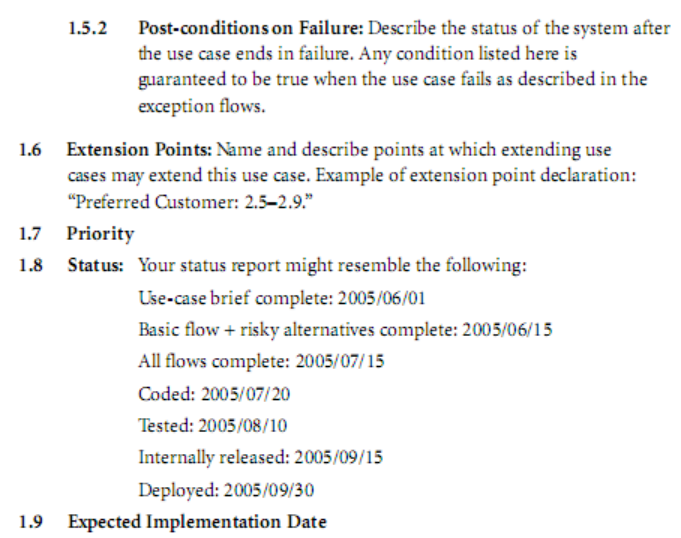 1.5.2 Post-conditions on Failure: Describe the status of the system after
the use case ends in failure. Any condition listed here is
guaranteed to be true when the use case fails as described in the
exception flows.
1.6 Extension Points: Name and describe points at which extending use
cases may extend this use case. Example of extension point declaration:
“Preferred Customer: 2.5–2.9.”
1.7 Priority
1.8 Status: Your status report might resemble the following:
Use-case brief complete: 2005/06/01
Basic flow + risky alternatives complete: 2005/06/15
All flows complete: 2005/07/15
Coded: 2005/07/20
Tested: 2005/08/10
Internally released: 2005/09/15
Deployed: 2005/09/30
1.9 Expected Implementation Date